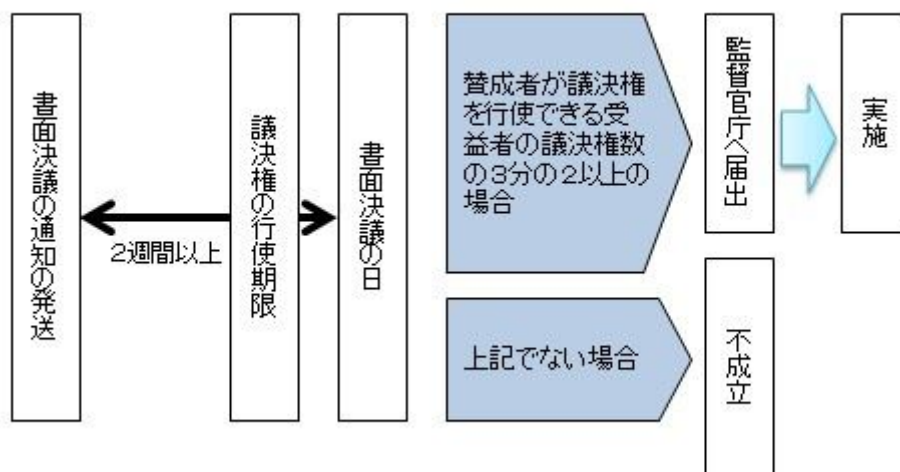 書面決議の通知の発送
2週間以上
議決権の行使期限
書面決議の日
賛成者が議決権
を行使できる受
益者の議決権数
の3分の2以上の
場合
監督官庁へ届出
実施
上記でない場合
不成立